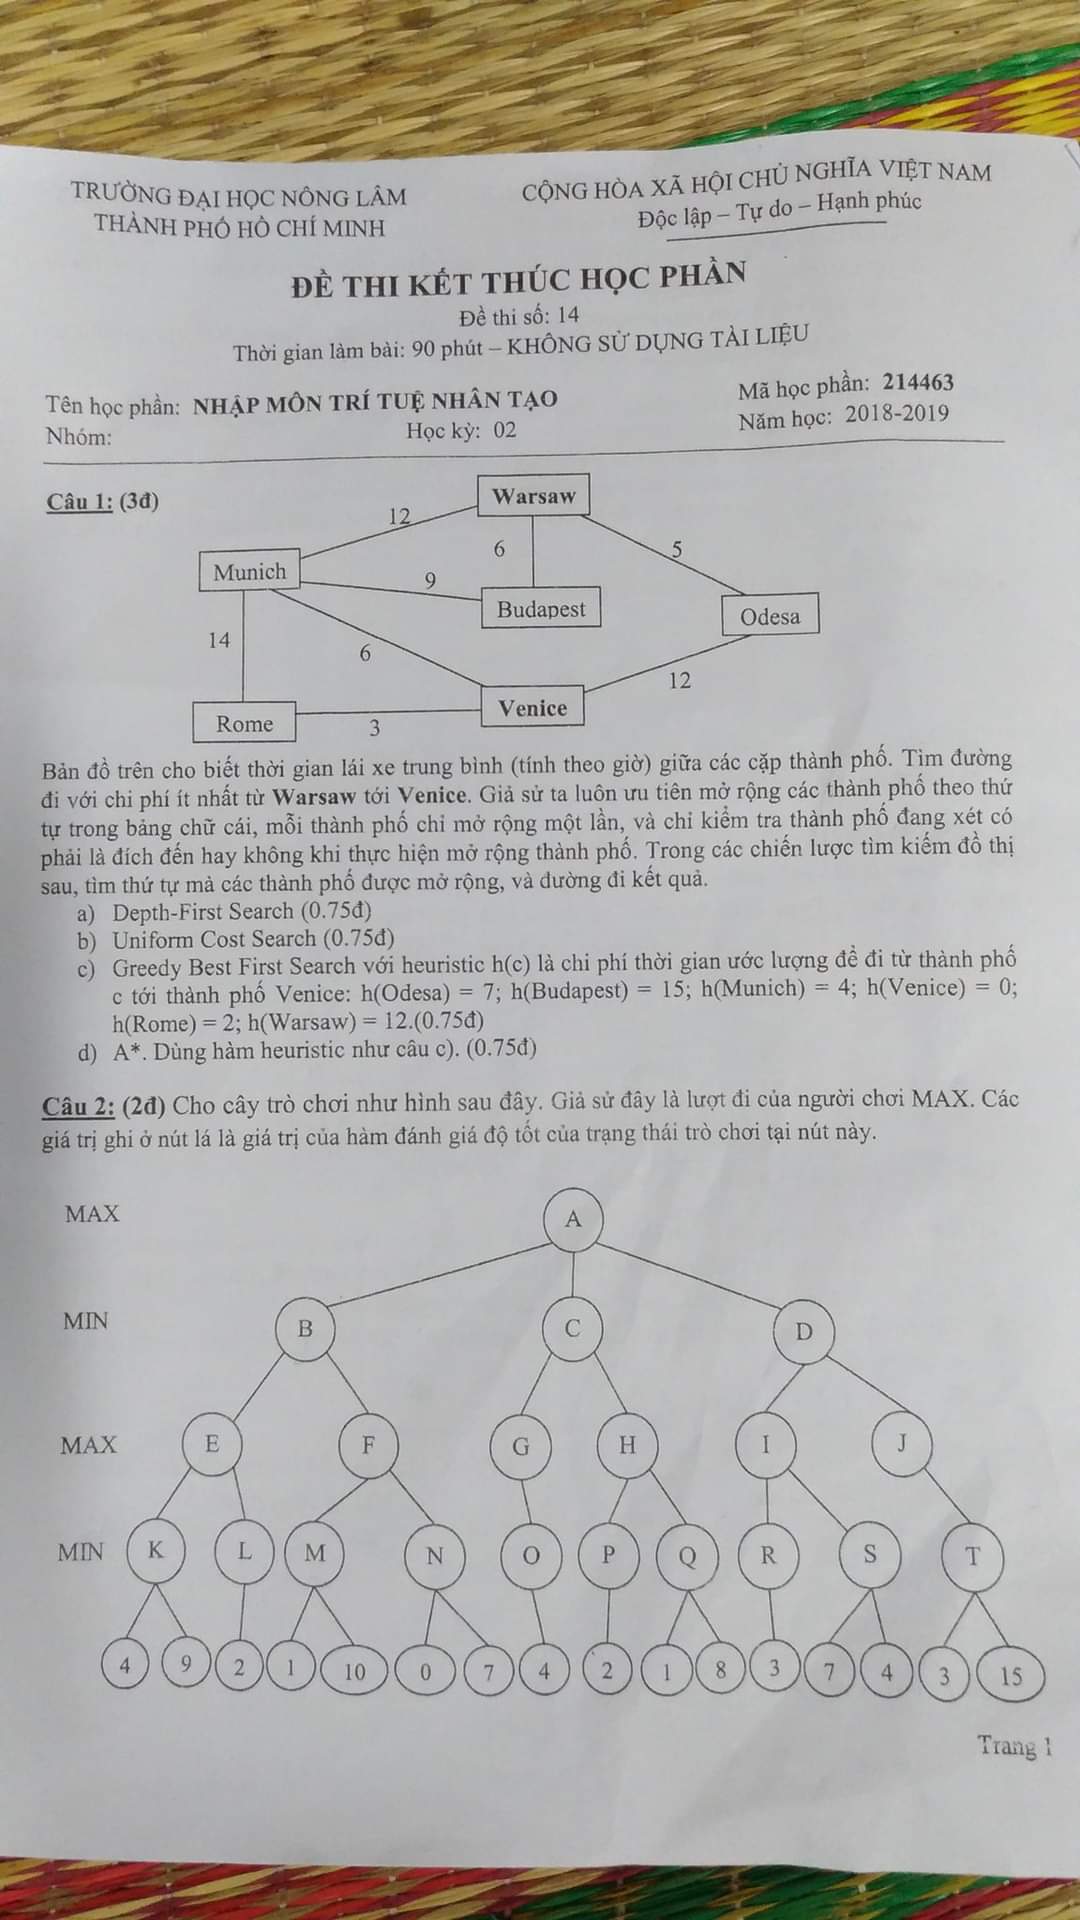 TRƯỜNG ĐẠI HỌC NÔNG LÂM
THÀNH PHỐ HỒ CHÍ MINH
CỘNG HÒA XÃ HỘI CHỦ NGHĨA VIỆT NAM
Độc lập – Tự do – Hạnh phúc
ĐỀ THI KẾT THÚC HỌC PHẦN
Đề thi số: 14
Thời gian làm bài: 90 phút – KHÔNG SỬ DỤNG TÀI LIỆU
Tên học phần: NHẬP MÔN TRÍ TUỆ NHÂN TẠO
Mã học phần: 214463
Nhóm:
Học kỳ: 02
Năm học: 2018-2019
Câu 1: (3đ)
Warsaw
12
6
5
Munich
9
Budapest
Odesa
14
6
12
Rome
3
Venice
Bản đồ trên cho biết thời gian lái xe trung bình (tính theo giờ) giữa các cặp thành phố. Tìm đường
đi với chi phí ít nhất từ Warsaw tới Venice. Giả sử ta luôn ưu tiên mở rộng các thành phố theo thứ
tự trong bảng chữ cái, mỗi thành phố chỉ mở rộng một lần, và chỉ kiểm tra thành phố đang xét có
phải là đích đến hay không khi thực hiện mở rộng thành phố. Trong các chiến lược tìm kiếm đồ thị
sau, tìm thứ tự mà các thành phố được mở rộng, và đường đi kết quả.
a) Depth-First Search (0.75đ)
b) Uniform Cost Search (0.75đ)
c) Greedy Best First Search với heuristic h(c) là chi phí thời gian ước lượng để đi từ thành phố
c tới thành phố Venice: h(Odesa) = 7; h(Budapest) = 15; h(Munich) = 4; h(Venice) = 0;
h(Rome) = 2; h(Warsaw) = 12.(0.75đ)
d) A*. Dùng hàm heuristic như câu c). (0.75đ)
Câu 2: (2đ) Cho cây trò chơi như hình sau đây. Giả sử đây là lượt đi của người chơi MAX. Các
giá trị ghi ở nút lá là giá trị của hàm đánh giá độ tốt của trạng thái trò chơi tại nút này.
MAX A
MIN B C D
MAX E F G H I J
MIN K L M N O P Q R S T
4 9 2 1 10 0 7 4 2 1 8 3 7 4 3 15
Trang 1